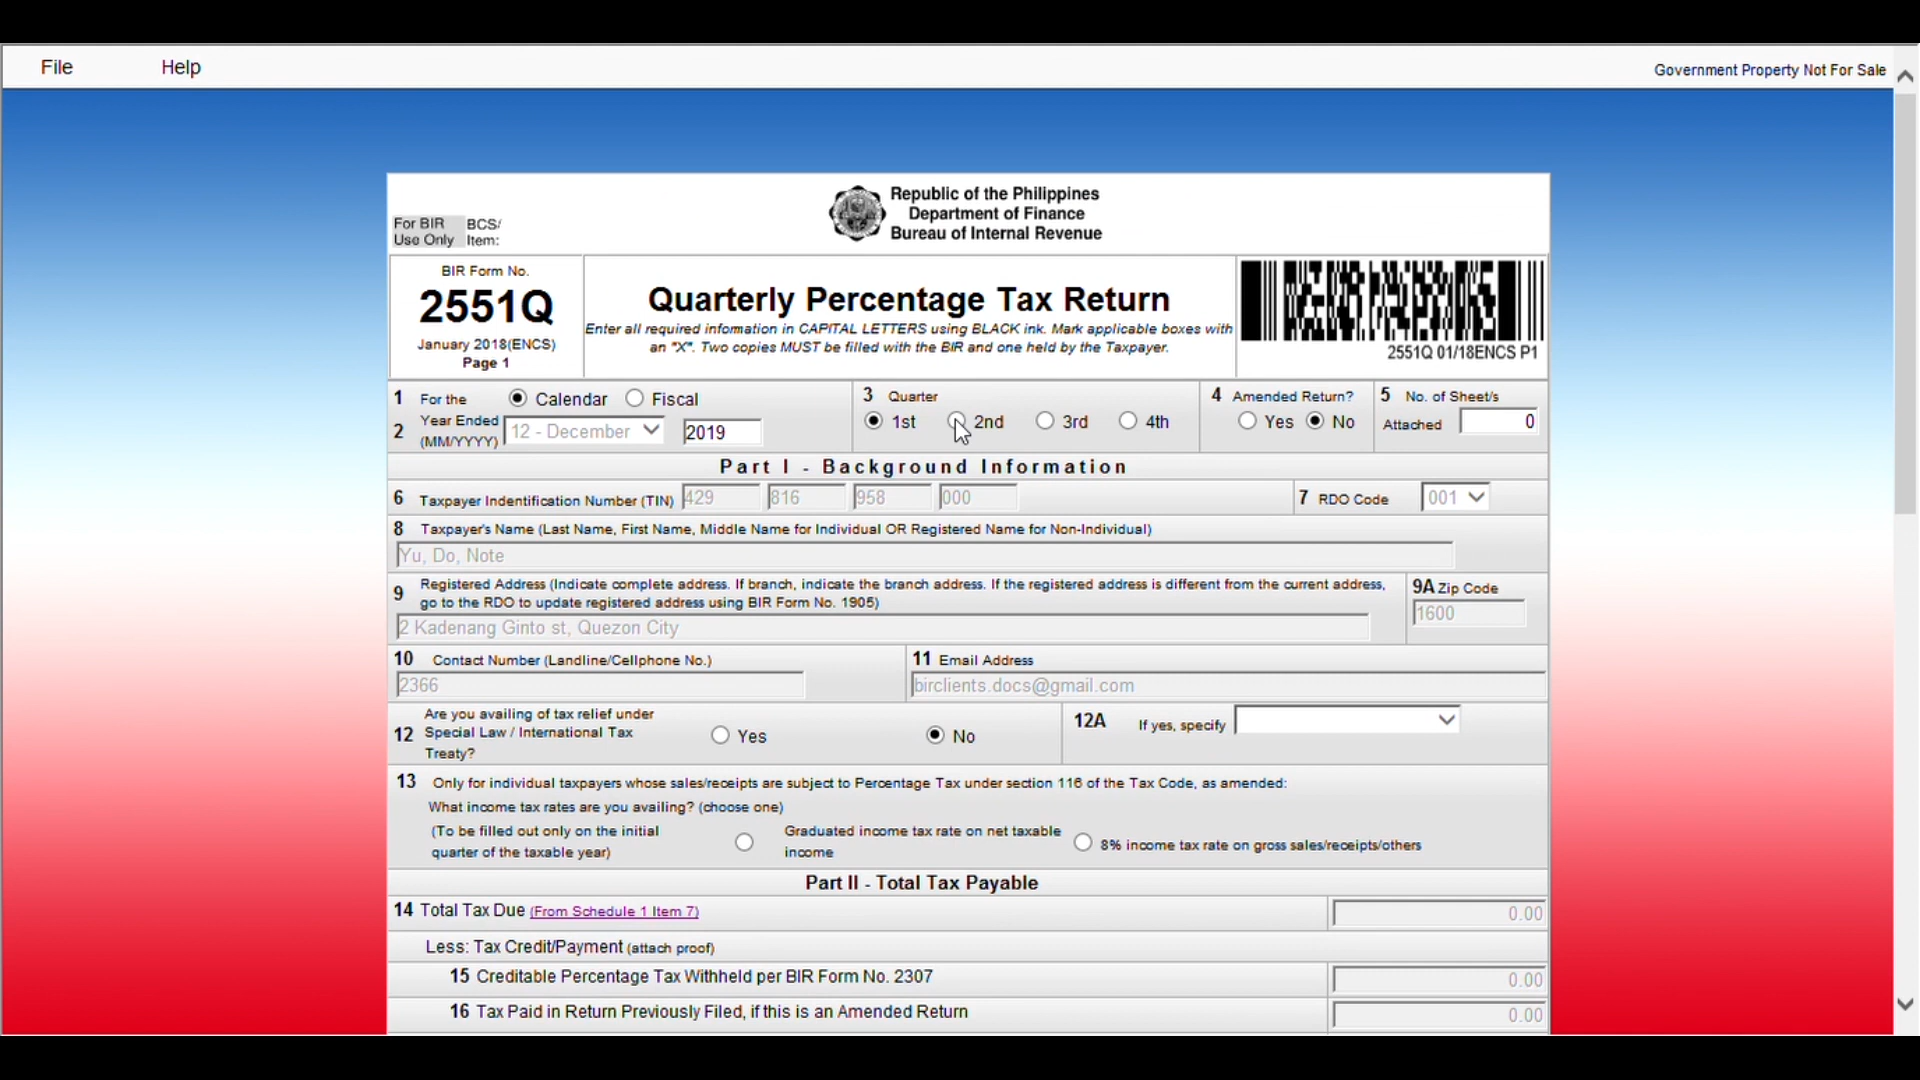 File Help Government Property Not For Sale
Republic of the Philippines
Department of Finance
Bureau of Internal Revenue
For BIR Use Only
BCS/ Item:
BIR Form No.
2551Q
January 2018(ENCS)
Page 1
Quarterly Percentage Tax Return
Enter all required information in CAPITAL LETTERS using BLACK ink. Mark applicable boxes with
an "X". Two copies MUST be filled with the BIR and one held by the Taxpayer.
2551Q 01/18ENCS P1
1 For the Calendar Fiscal
2 Year Ended (MM/YYYY) 12 - December 2019
3 Quarter
1st 2nd 3rd 4th
4 Amended Return?
Yes No
5 No. of Sheet/s
Attached 0
Part I - Background Information
6 Taxpayer Indentification Number (TIN) 429 816 958 000
7 RDO Code 001
8 Taxpayer's Name (Last Name, First Name, Middle Name for Individual OR Registered Name for Non-Individual)
Yu, Do, Note
9 Registered Address (Indicate complete address. If branch, indicate the branch address. If the registered address is different from the current address,
go to the RDO to update registered address using BIR Form No. 1905)
2 Kadenang Ginto st, Quezon City
9A Zip Code
1600
10 Contact Number (Landline/Cellphone No.)
2366
11 Email Address
birclients.docs@gmail.com
12 Are you availing of tax relief under
Special Law / International Tax
Treaty?
Yes No
12A If yes, specify
13 Only for individual taxpayers whose sales/receipts are subject to Percentage Tax under section 116 of the Tax Code, as amended:
What income tax rates are you availing? (choose one)
(To be filled out only on the initial
quarter of the taxable year)
Graduated income tax rate on net taxable
income
8% income tax rate on gross sales/receipts/others
Part II - Total Tax Payable
14 Total Tax Due (From Schedule 1 Item 7) 0.00
Less: Tax Credit/Payment (attach proof)
15 Creditable Percentage Tax Withheld per BIR Form No. 2307 0.00
16 Tax Paid in Return Previously Filed, if this is an Amended Return 0.00